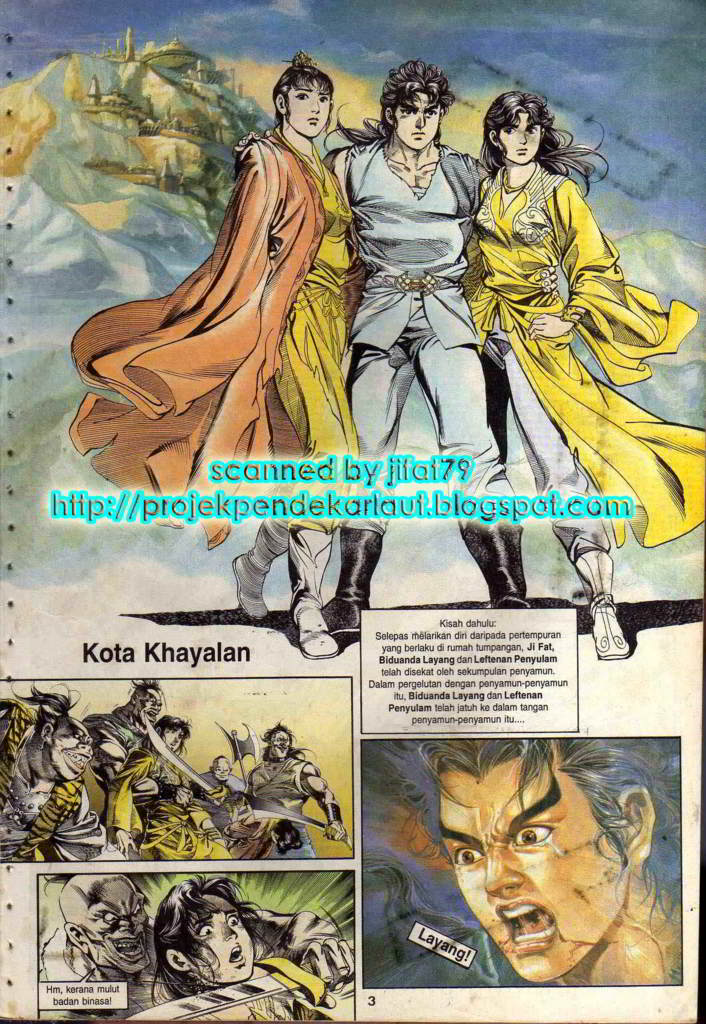 scanned by jifat79
http://projekpendekarlaut.blogspot.com
Kota Khayalan
Kisah dahulu:
Selepas melarikan diri daripada pertempuran
yang berlaku di rumah tumpangan, Ji Fat,
Biduanda Layang dan Leftenan Penyulam
telah disekat oleh sekumpulan penyamun.
Dalam pergelutan dengan penyamun-penyamun
itu, Biduanda Layang dan Leftenan
Penyulam telah jatuh ke dalam tangan
penyamun-penyamun itu....
Layang!
Hm, kerana mulut
badan binasa!
3